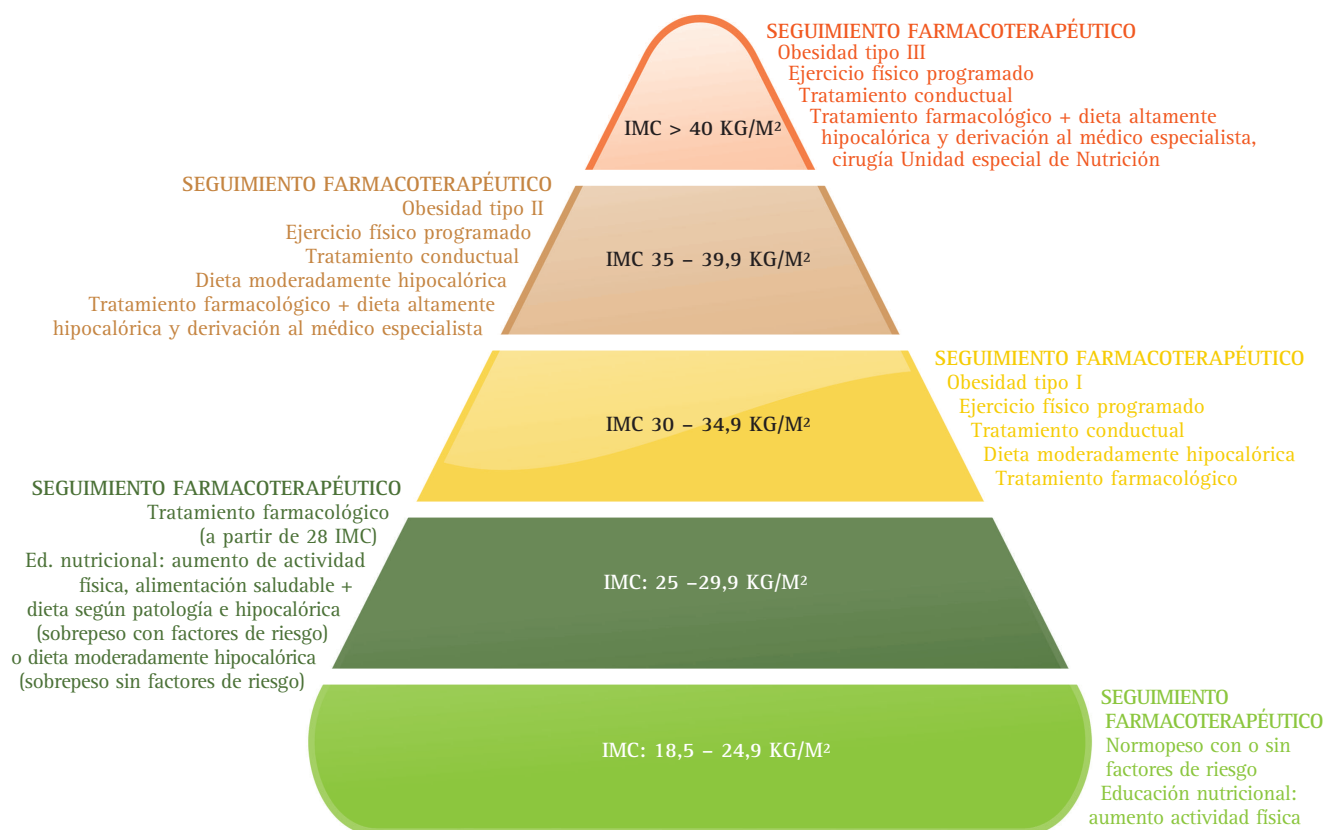 SEGUIMIENTO FARMACOTERAPÉUTICO
Obesidad tipo III
Ejercicio físico programado
Tratamiento conductual
Tratamiento farmacológico + dieta altamente
hipocalórica y derivación al médico especialista,
cirugía Unidad especial de Nutrición
IMC > 40 KG/M²
SEGUIMIENTO FARMACOTERAPÉUTICO
Obesidad tipo II
Ejercicio físico programado
Tratamiento conductual
Dieta moderadamente hipocalórica
Tratamiento farmacológico + dieta altamente
hipocalórica y derivación al médico especialista
IMC 35 – 39,9 KG/M²
SEGUIMIENTO FARMACOTERAPÉUTICO
Obesidad tipo I
Ejercicio físico programado
Tratamiento conductual
Dieta moderadamente hipocalórica
Tratamiento farmacológico
IMC 30 – 34,9 KG/M²
SEGUIMIENTO FARMACOTERAPÉUTICO
Tratamiento farmacológico
(a partir de 28 IMC)
Ed. nutricional: aumento de actividad
física, alimentación saludable +
dieta según patología e hipocalórica
(sobrepeso con factores de riesgo)
o dieta moderadamente hipocalórica
(sobrepeso sin factores de riesgo)
IMC: 25 –29,9 KG/M²
SEGUIMIENTO
FARMACOTERAPÉUTICO
Normopeso con o sin
factores de riesgo
Educación nutricional:
aumento actividad física
IMC: 18,5 – 24,9 KG/M²